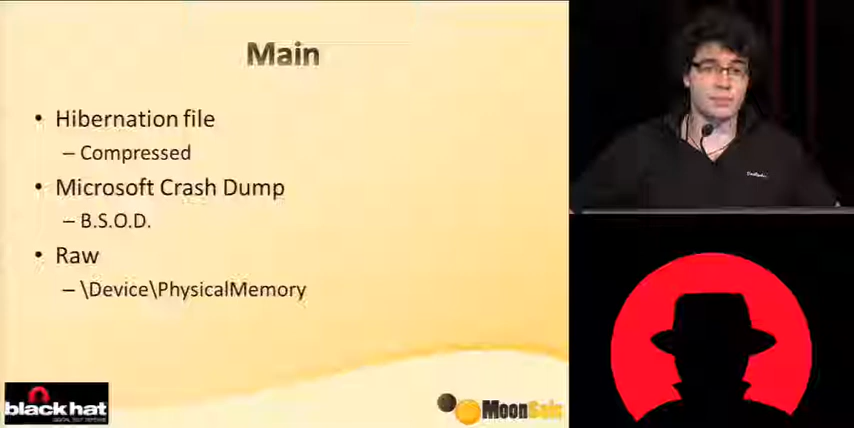 Main
• Hibernation file
– Compressed
• Microsoft Crash Dump
– B.S.O.D.
• Raw
– \Device\PhysicalMemory
black hat
MoonSols